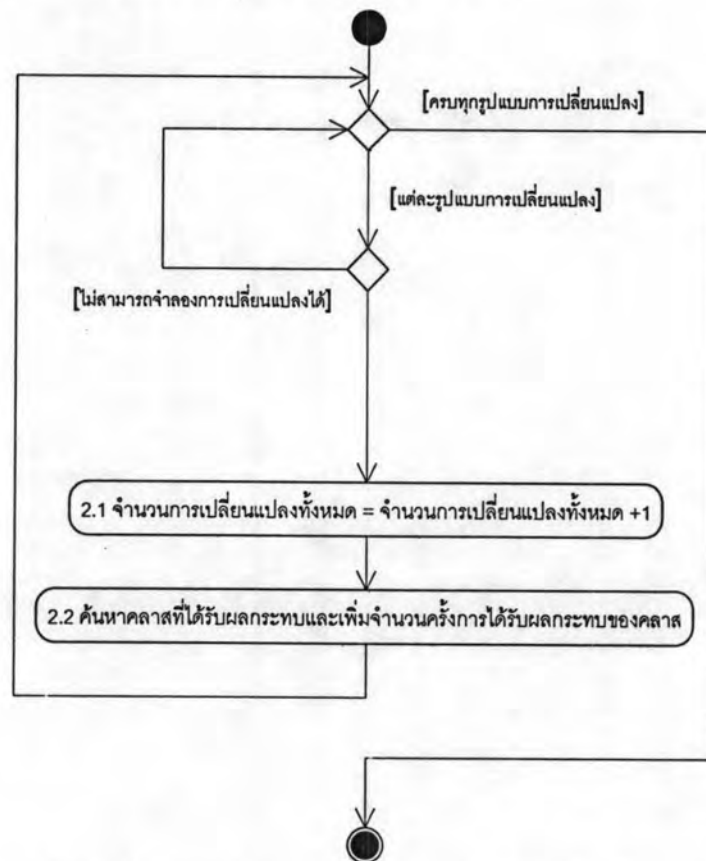 [ครบทุกรูปแบบการเปลี่ยนแปลง]
[แต่ละรูปแบบการเปลี่ยนแปลง]
[ไม่สามารถจำลองการเปลี่ยนแปลงได้]
2.1 จำนวนการเปลี่ยนแปลงทั้งหมด = จำนวนการเปลี่ยนแปลงทั้งหมด +1
2.2 ค้นหาคลาสที่ได้รับผลกระทบและเพิ่มจำนวนครั้งการได้รับผลกระทบของคลาส